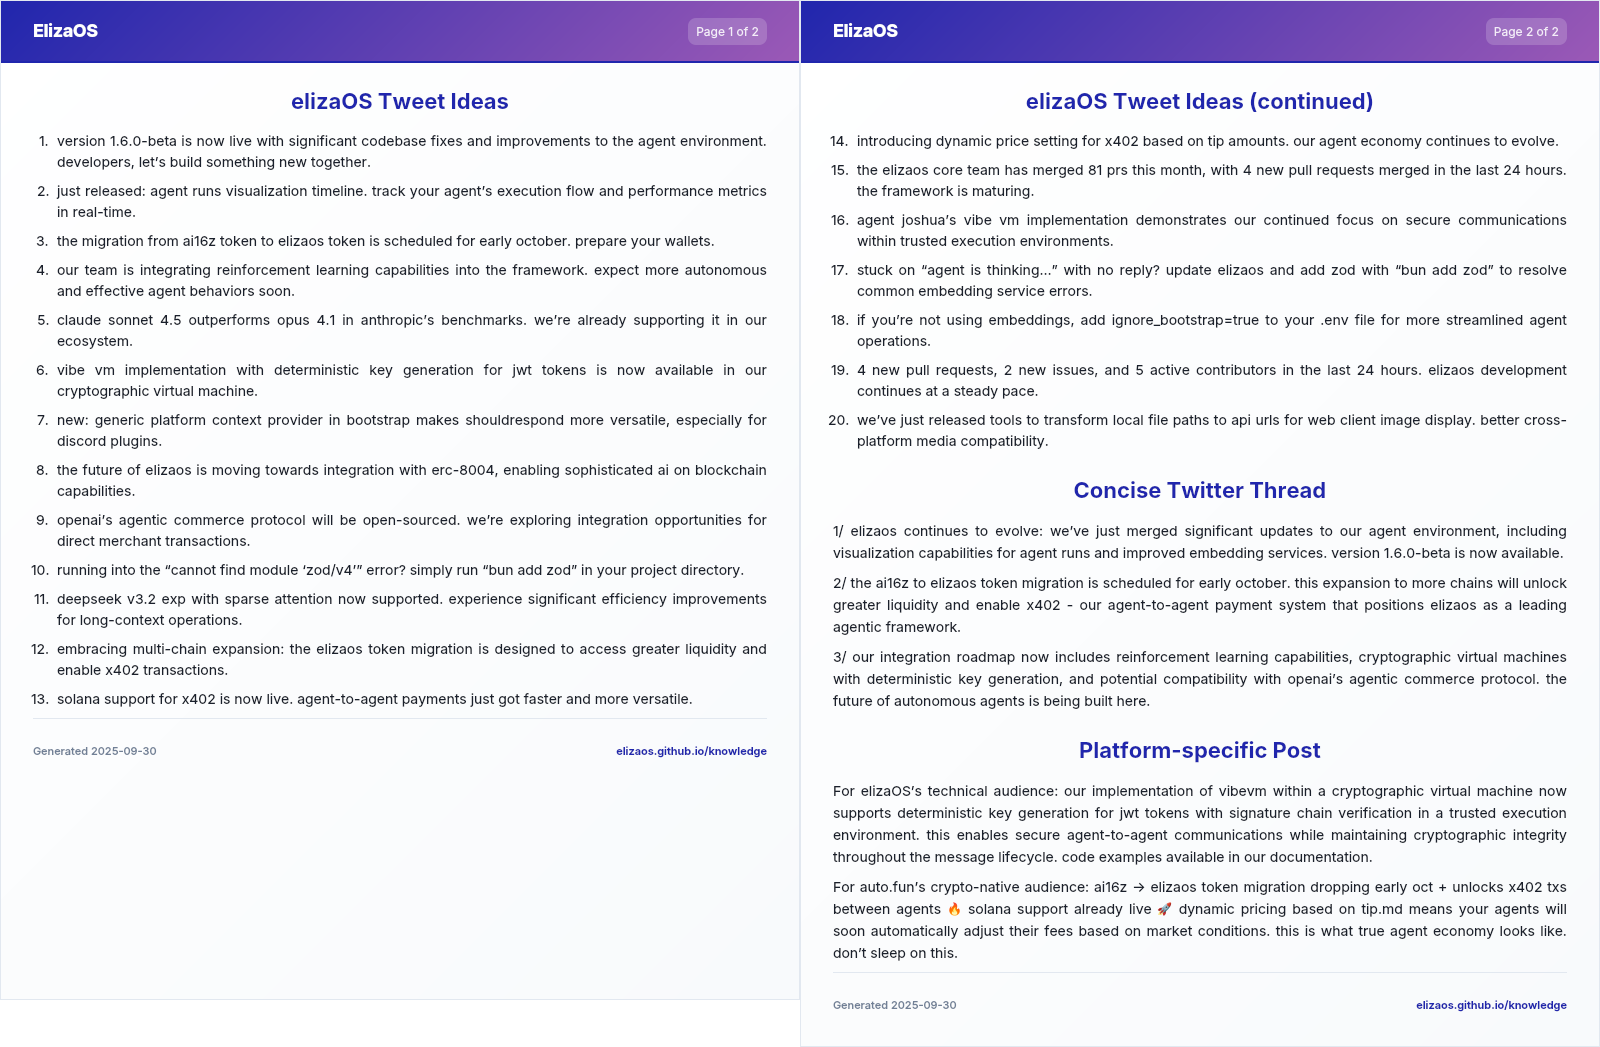 ElizaOS
Page 1 of 2
elizaOS Tweet Ideas
1. version 1.6.0-beta is now live with significant codebase fixes and improvements to the agent environment.
developers, let’s build something new together.
2. just released: agent runs visualization timeline. track your agent’s execution flow and performance metrics
in real-time.
3. the migration from ai16z token to elizaos token is scheduled for early october. prepare your wallets.
4. our team is integrating reinforcement learning capabilities into the framework. expect more autonomous
and effective agent behaviors soon.
5. claude sonnet 4.5 outperforms opus 4.1 in anthropic’s benchmarks. we’re already supporting it in our
ecosystem.
6. vibe vm implementation with deterministic key generation for jwt tokens is now available in our
cryptographic virtual machine.
7. new: generic platform context provider in bootstrap makes shouldrespond more versatile, especially for
discord plugins.
8. the future of elizaos is moving towards integration with erc-8004, enabling sophisticated ai on blockchain
capabilities.
9. openai’s agentic commerce protocol will be open-sourced. we’re exploring integration opportunities for
direct merchant transactions.
10. running into the “cannot find module ‘zod/v4’” error? simply run “bun add zod” in your project directory.
11. deepseek v3.2 exp with sparse attention now supported. experience significant efficiency improvements
for long-context operations.
12. embracing multi-chain expansion: the elizaos token migration is designed to access greater liquidity and
enable x402 transactions.
13. solana support for x402 is now live. agent-to-agent payments just got faster and more versatile.
Generated 2025-09-30
elizaos.github.io/knowledge
ElizaOS
Page 2 of 2
elizaOS Tweet Ideas (continued)
14. introducing dynamic price setting for x402 based on tip amounts. our agent economy continues to evolve.
15. the elizaos core team has merged 81 prs this month, with 4 new pull requests merged in the last 24 hours.
the framework is maturing.
16. agent joshua’s vibe vm implementation demonstrates our continued focus on secure communications
within trusted execution environments.
17. stuck on “agent is thinking…” with no reply? update elizaos and add zod with “bun add zod” to resolve
common embedding service errors.
18. if you’re not using embeddings, add ignore_bootstrap=true to your .env file for more streamlined agent
operations.
19. 4 new pull requests, 2 new issues, and 5 active contributors in the last 24 hours. elizaos development
continues at a steady pace.
20. we’ve just released tools to transform local file paths to api urls for web client image display. better cross-
platform media compatibility.
Concise Twitter Thread
1/ elizaos continues to evolve: we’ve just merged significant updates to our agent environment, including
visualization capabilities for agent runs and improved embedding services. version 1.6.0-beta is now available.
2/ the ai16z to elizaos token migration is scheduled for early october. this expansion to more chains will unlock
greater liquidity and enable x402 - our agent-to-agent payment system that positions elizaos as a leading
agentic framework.
3/ our integration roadmap now includes reinforcement learning capabilities, cryptographic virtual machines
with deterministic key generation, and potential compatibility with openai’s agentic commerce protocol. the
future of autonomous agents is being built here.
Platform-specific Post
For elizaOS’s technical audience: our implementation of vibevm within a cryptographic virtual machine now
supports deterministic key generation for jwt tokens with signature chain verification in a trusted execution
environment. this enables secure agent-to-agent communications while maintaining cryptographic integrity
throughout the message lifecycle. code examples available in our documentation.
For auto.fun’s crypto-native audience: ai16z → elizaos token migration dropping early oct + unlocks x402 txs
between agents 🔥 solana support already live 🚀 dynamic pricing based on tip.md means your agents will
soon automatically adjust their fees based on market conditions. this is what true agent economy looks like.
don’t sleep on this.
Generated 2025-09-30
elizaos.github.io/knowledge